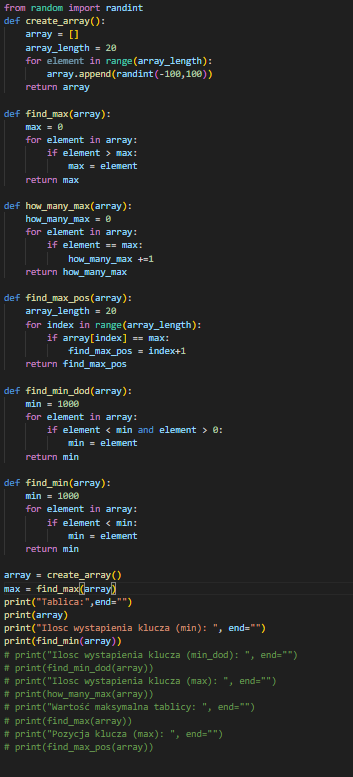 from random import randint
def create_array():
    array = []
    array_length = 20
    for element in range(array_length):
        array.append(randint(-100,100))
    return array

def find_max(array):
    max = 0
    for element in array:
        if element > max:
            max = element
    return max

def how_many_max(array):
    how_many_max = 0
    for element in array:
        if element == max:
            how_many_max +=1
    return how_many_max

def find_max_pos(array):
    array_length = 20
    for index in range(array_length):
        if array[index] == max:
            find_max_pos = index+1
    return find_max_pos

def find_min_dod(array):
    min = 1000
    for element in array:
        if element < min and element > 0:
            min = element
    return min

def find_min(array):
    min = 1000
    for element in array:
        if element < min:
            min = element
    return min

array = create_array()
max = find_max(array)
print("Tablica:",end="")
print(array)
print("Ilosc wystapienia klucza (min): ", end="")
print(find_min(array))
# print("Ilosc wystapienia klucza (min_dod): ", end="")
# print(find_min_dod(array))
# print("Ilosc wystapienia klucza (max): ", end="")
# print(how_many_max(array))
# print("Wartość maksymalna tablicy: ", end="")
# print(find_max(array))
# print("Pozycja klucza (max): ", end="")
# print(find_max_pos(array))